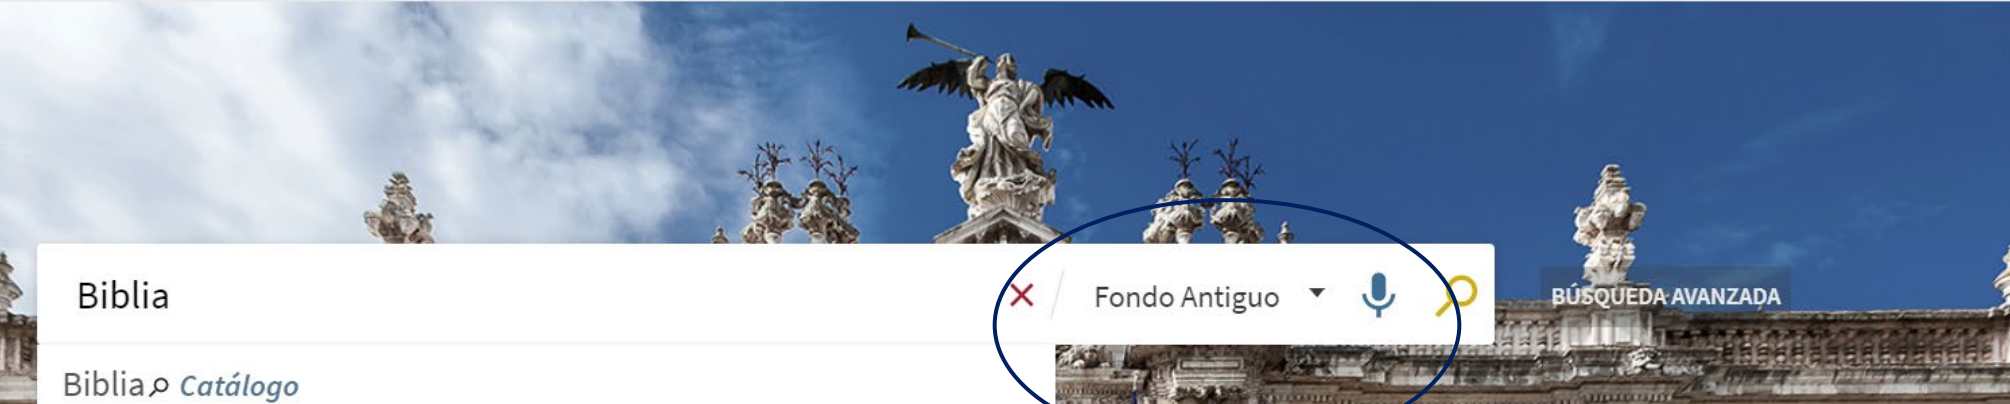 Biblia Fondo Antiguo BÚSQUEDA AVANZADA
Biblia Catálogo